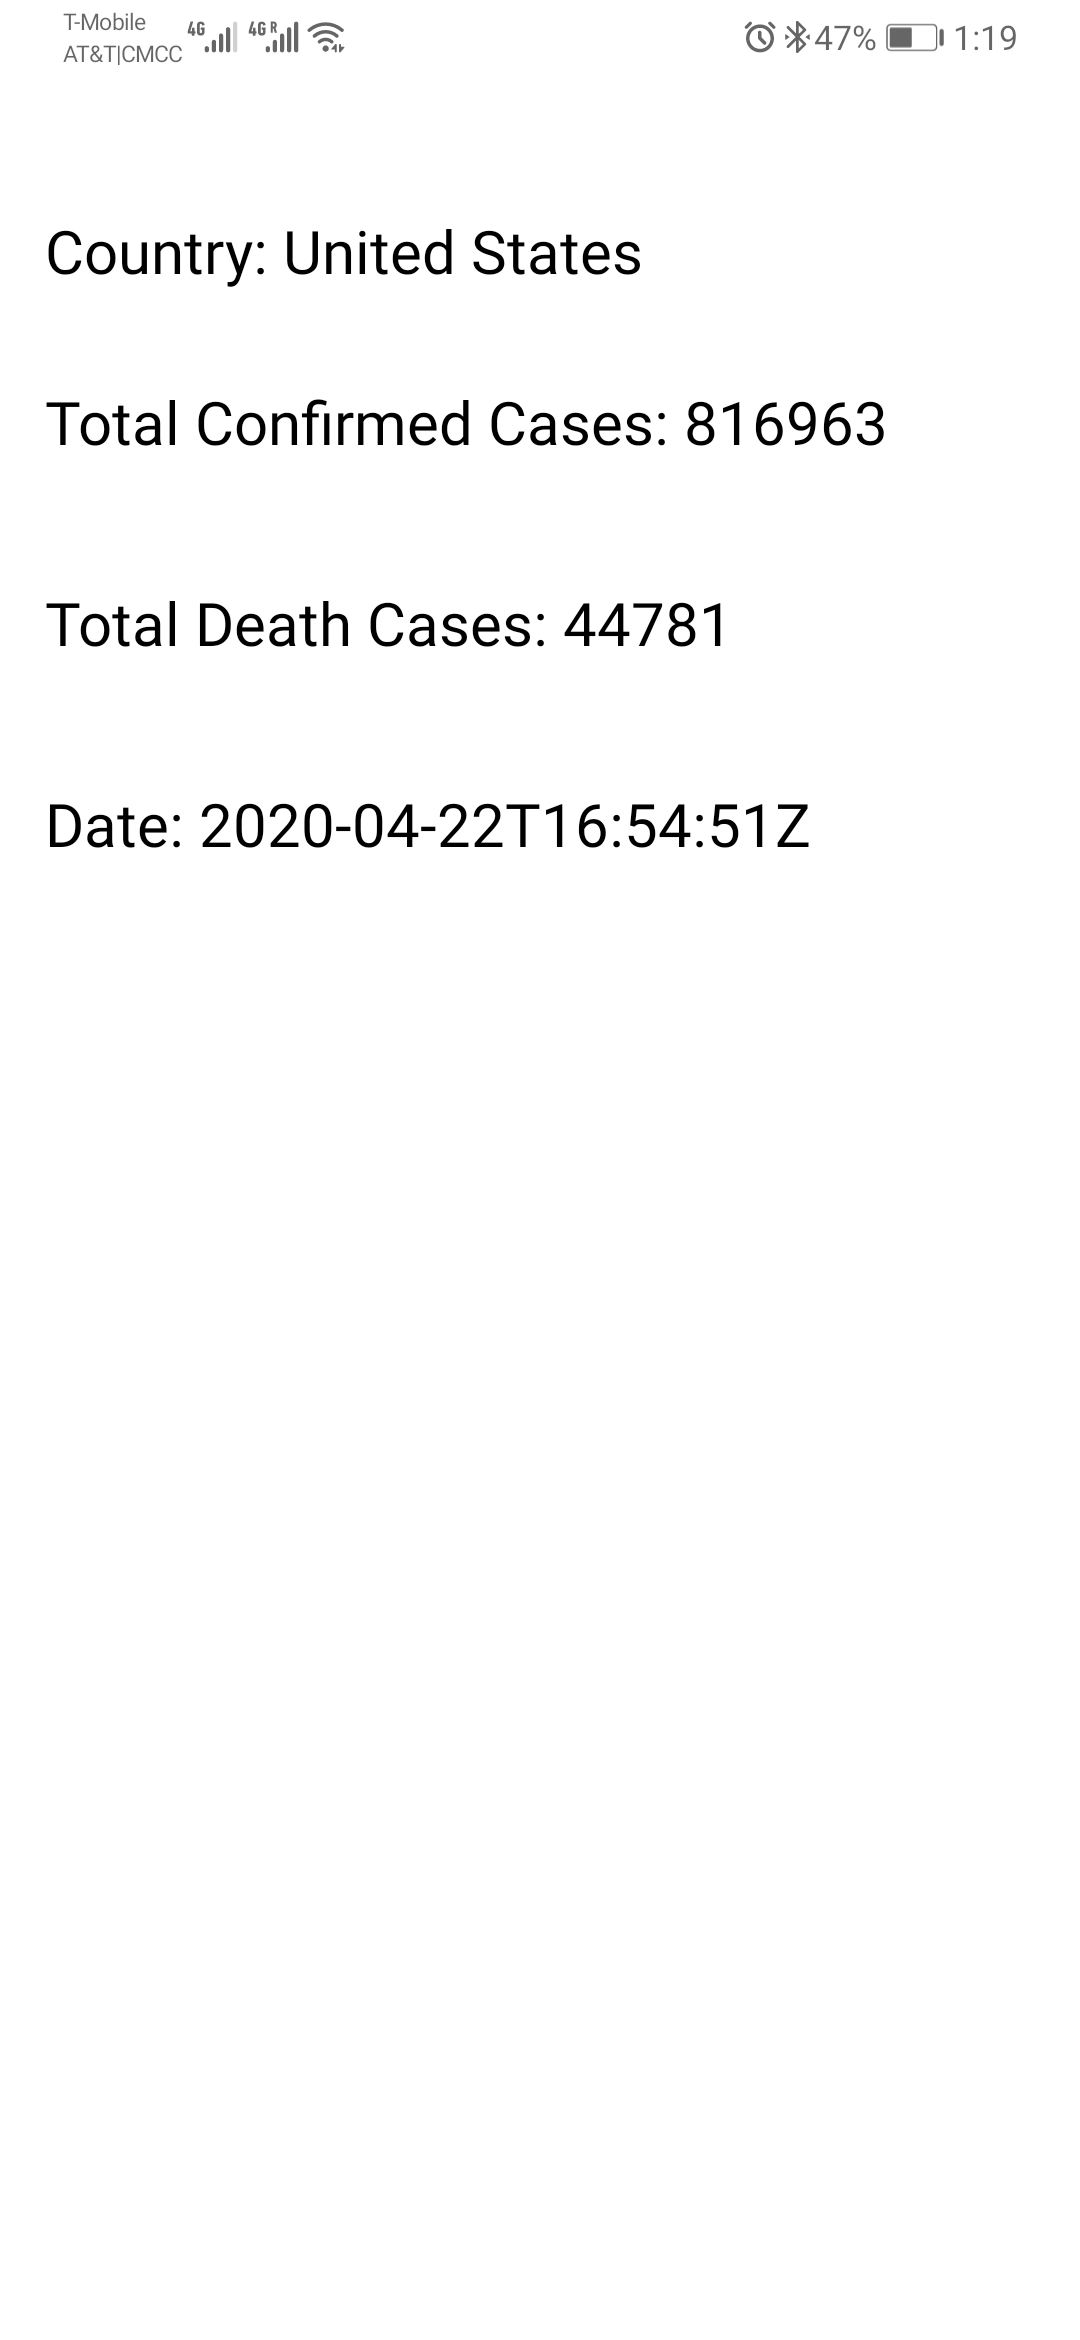 T-Mobile
AT&T|CMCC 4G 4G R 47% 1:19
Country: United States
Total Confirmed Cases: 816963
Total Death Cases: 44781
Date: 2020-04-22T16:54:51Z